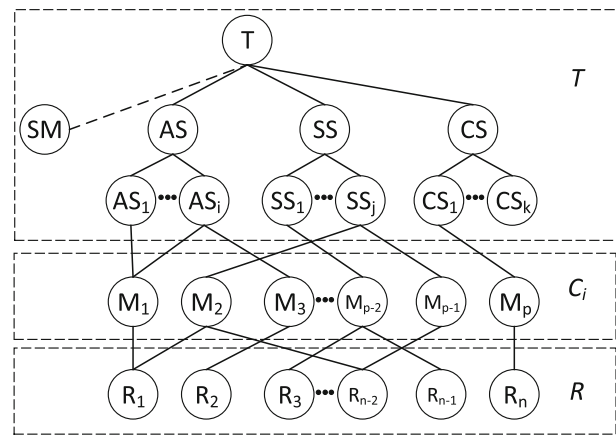 T
T
SM AS SS CS
AS₁ ••• ASᵢ SS₁ ••• SSⱼ CS₁ ••• CSₖ
M₁ M₂ M₃ ••• Mₚ₋₂ Mₚ₋₁ Mₚ Cᵢ
R₁ R₂ R₃ ••• Rₙ₋₂ Rₙ₋₁ Rₙ R